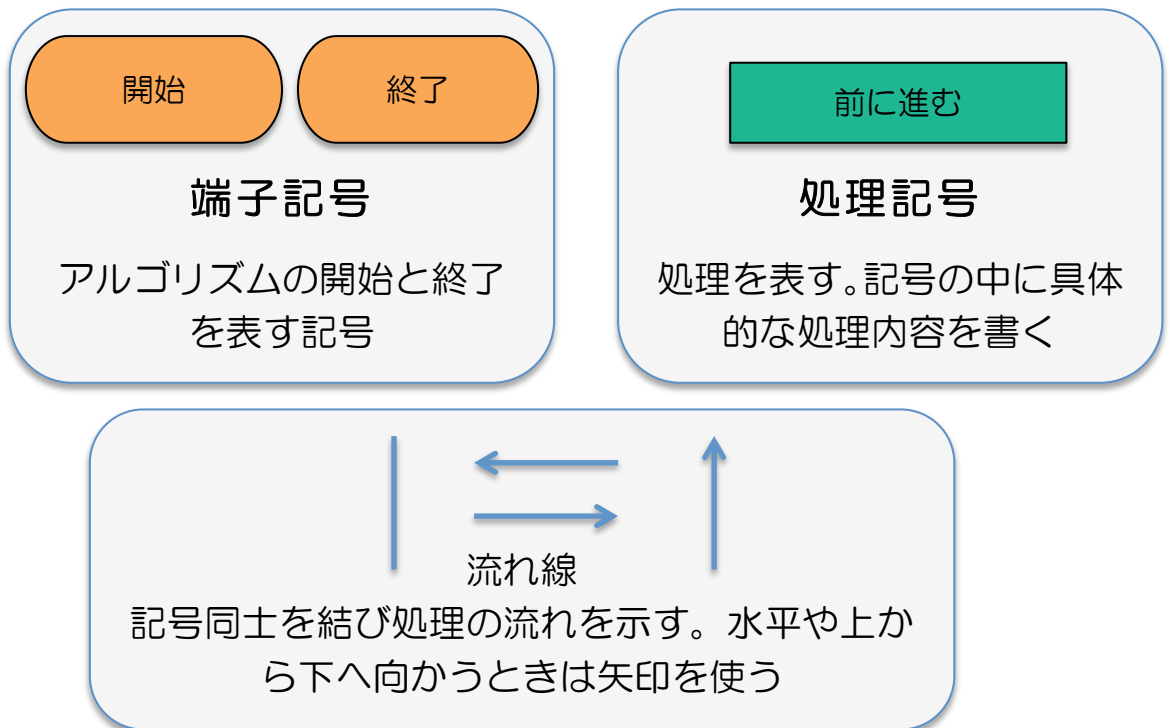 開始
終了
端子記号
アルゴリズムの開始と終了
を表す記号
前に進む
処理記号
処理を表す。記号の中に具体
的な処理内容を書く
流れ線
記号同士を結び処理の流れを示す。水平や上か
ら下へ向かうときは矢印を使う